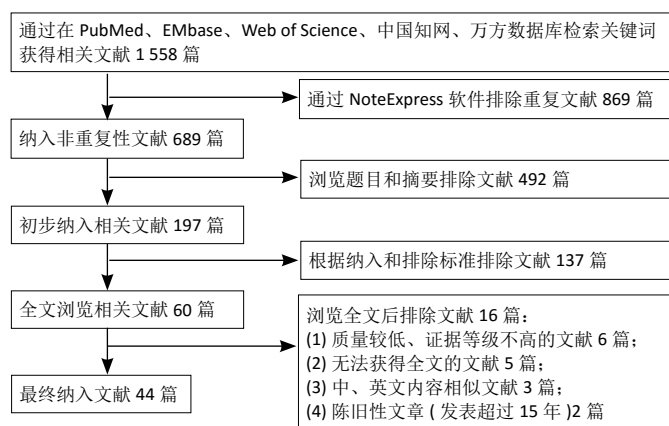 通过在 PubMed、EMbase、Web of Science、中国知网、万方数据库检索关键词
获得相关文献 1 558 篇
通过 NoteExpress 软件排除重复文献 869 篇
纳入非重复性文献 689 篇
浏览题目和摘要排除文献 492 篇
初步纳入相关文献 197 篇
根据纳入和排除标准排除文献 137 篇
全文浏览相关文献 60 篇
浏览全文后排除文献 16 篇：
(1) 质量较低、证据等级不高的文献 6 篇；
(2) 无法获得全文的文献 5 篇；
(3) 中、英文内容相似文献 3 篇；
(4) 陈旧性文章 ( 发表超过 15 年 )2 篇
最终纳入文献 44 篇